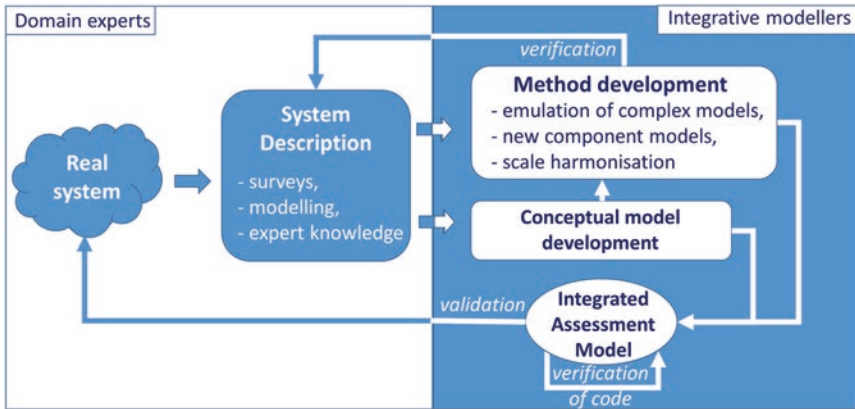 Domain experts
Integrative modellers
verification
Method development
- emulation of complex models,
- new component models,
- scale harmonisation
System
Description
- surveys,
- modelling,
- expert knowledge
Real
system
Conceptual model
development
validation
Integrated
Assessment
Model
verification
of code